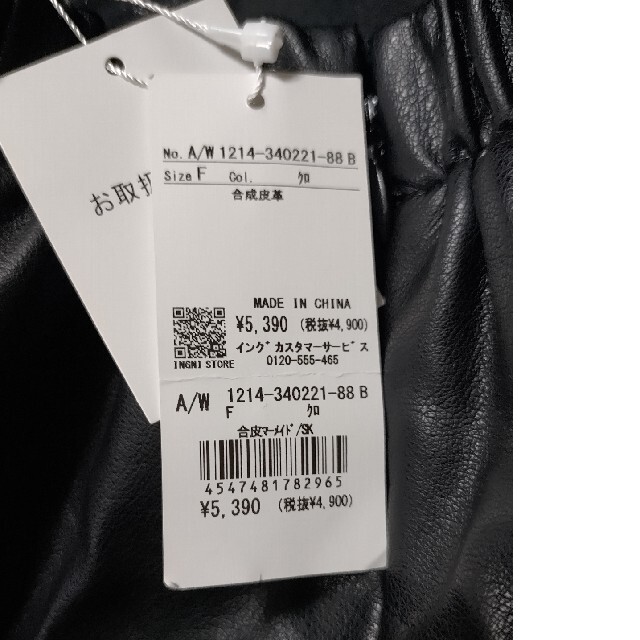 お取扱
No. A/W 1214-340221-88 B
Size F Col. ｸﾛ
合成皮革
MADE IN CHINA
¥5,390 (税抜¥4,900)
イングﾞカスタマーサービﾞス
0120-555-465
INGNI STORE
A/W 1214-340221-88 B
F ｸﾛ
合皮ﾏｰﾒｲﾄﾞ/SK
4547481782965
¥5,390 (税抜¥4,900)